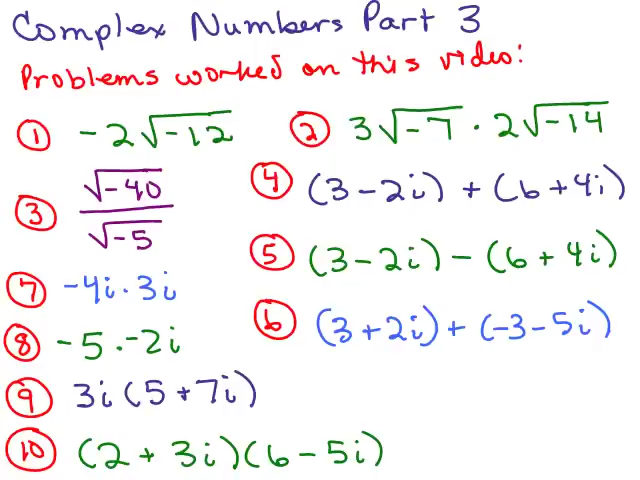 Complex Numbers Part 3
Problems worked on this video:
① -2√-12
② 3√-7 · 2√-14
③ √-40 / √-5
④ (3 - 2i) + (6 + 4i)
⑤ (3 - 2i) - (6 + 4i)
⑦ -4i · 3i
⑥ (3 + 2i) + (-3 - 5i)
⑧ -5 · -2i
⑨ 3i(5 + 7i)
⑩ (2 + 3i)(6 - 5i)